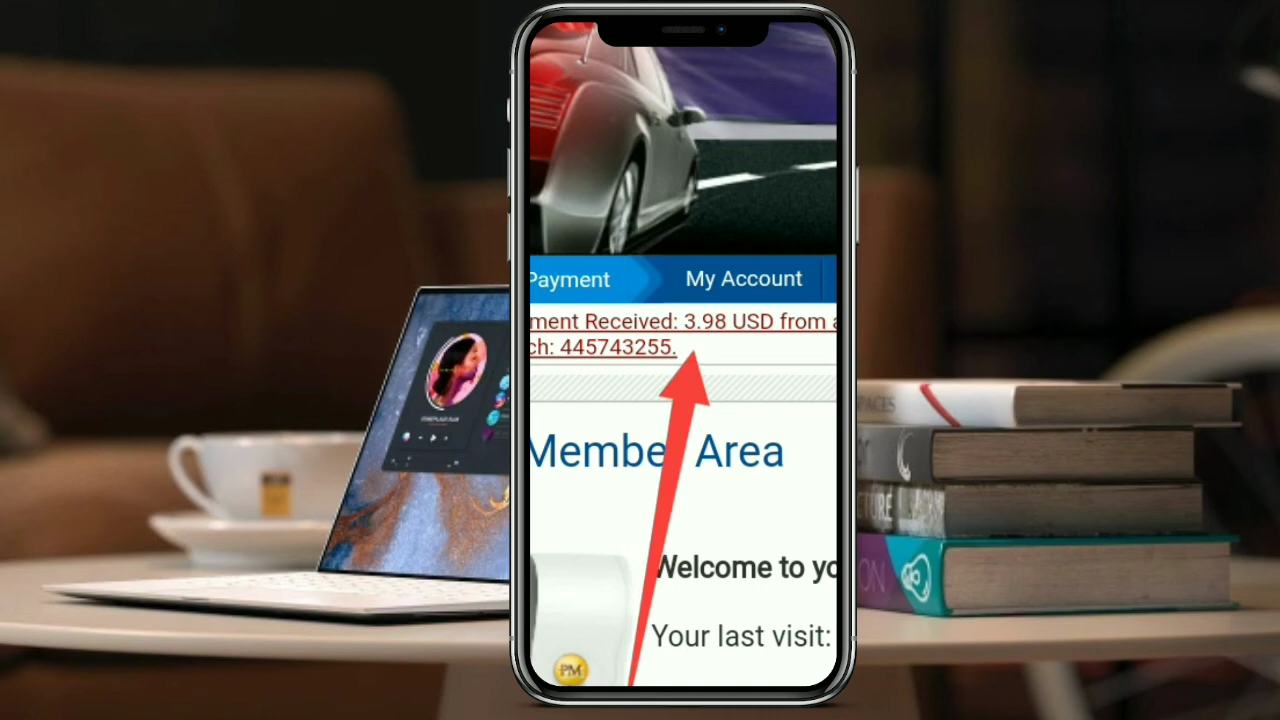 Payment
My Account
ment Received: 3.98 USD from a
ch: 445743255.
Member Area
Welcome to yo
Your last visit:
PM